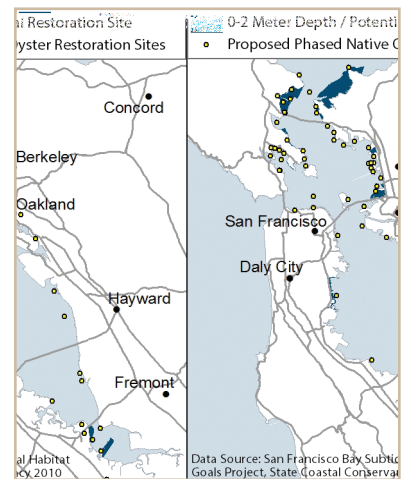 Restoration Site
Oyster Restoration Sites
Concord
Berkeley
Oakland
Hayward
Fremont
al Habitat
cy 2010
0-2 Meter Depth / Potenti
Proposed Phased Native
San Francisco
Daly City
Data Source: San Francisco Bay Subtid
Goals Project, State Coastal Conserva